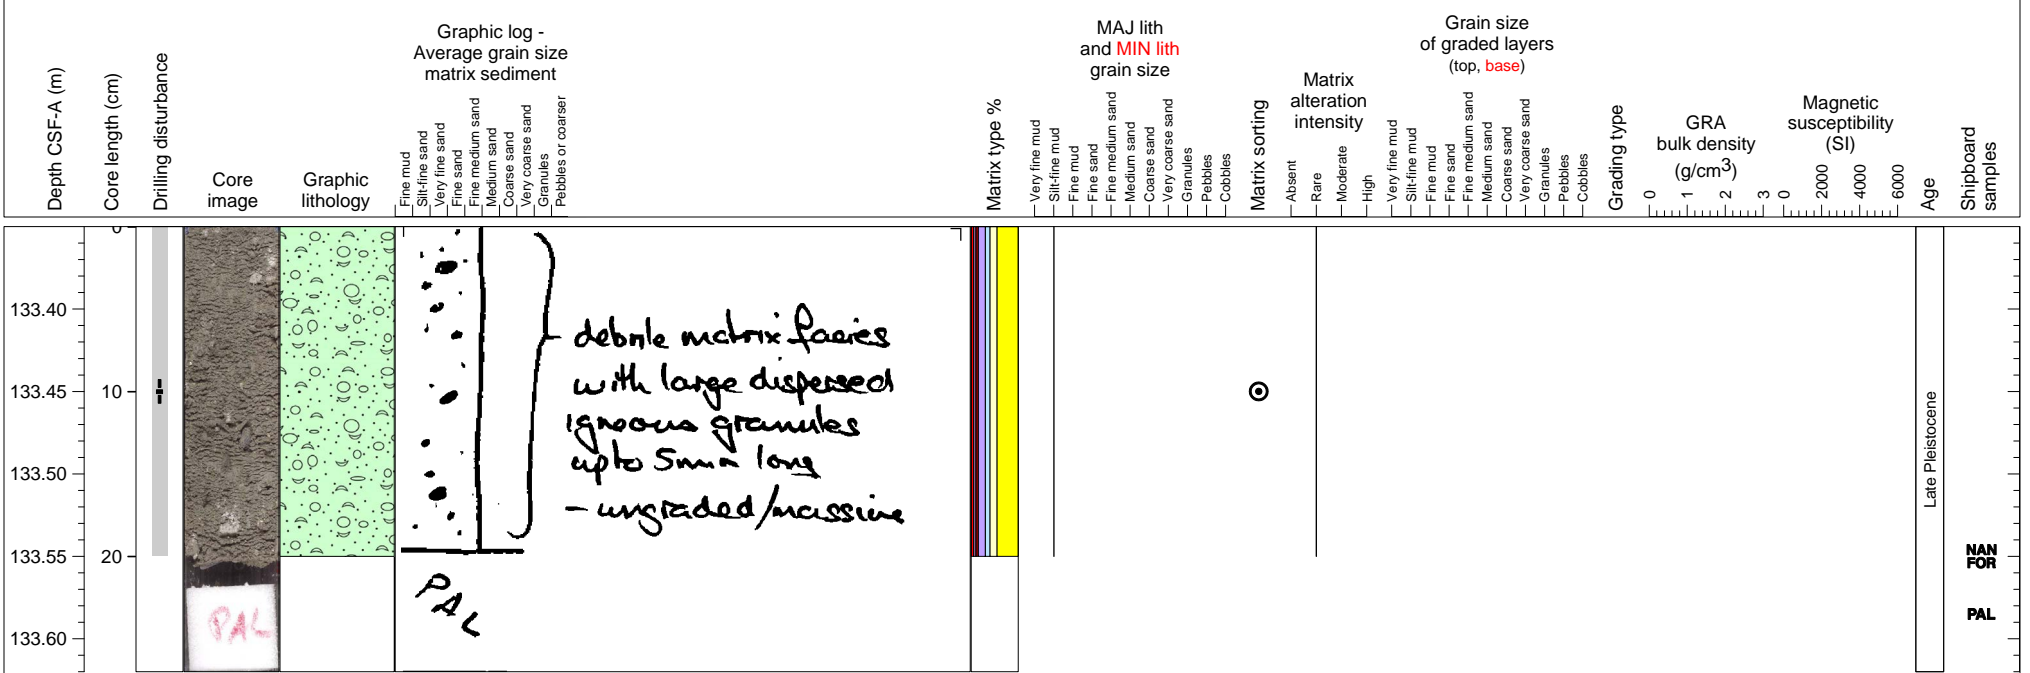 Depth CSF-A (m)
Core length (cm)
Drilling disturbance
Core
image
Graphic
lithology
Graphic log -
Average grain size
matrix sediment
Fine mud
Silt-fine sand
Very fine sand
Fine sand
Fine medium sand
Medium sand
Coarse sand
Very coarse sand
Granules
Pebbles or coarser
Matrix type %
MAJ lith
and MIN lith
grain size
Very fine mud
Silt-fine mud
Fine mud
Fine sand
Fine medium sand
Medium sand
Coarse sand
Very coarse sand
Granules
Pebbles
Cobbles
Matrix sorting
Matrix
alteration
intensity
Absent
Rare
Moderate
High
Grain size
of graded layers
(top, base)
Very fine mud
Silt-fine mud
Fine mud
Fine sand
Fine medium sand
Medium sand
Coarse sand
Very coarse sand
Granules
Pebbles
Cobbles
Grading type
GRA
bulk density
(g/cm3)
0 1 2 3
Magnetic
susceptibility
(SI)
0 2000 4000 6000
Age
Shipboard
samples
0
133.40
133.45
10
133.50
133.55
20
133.60
debrite matrix facies
with large dispersed
igneous granules
upto 5mm long
- ungraded/massive
PAL
PAL
Late Pleistocene
NAN
FOR
PAL